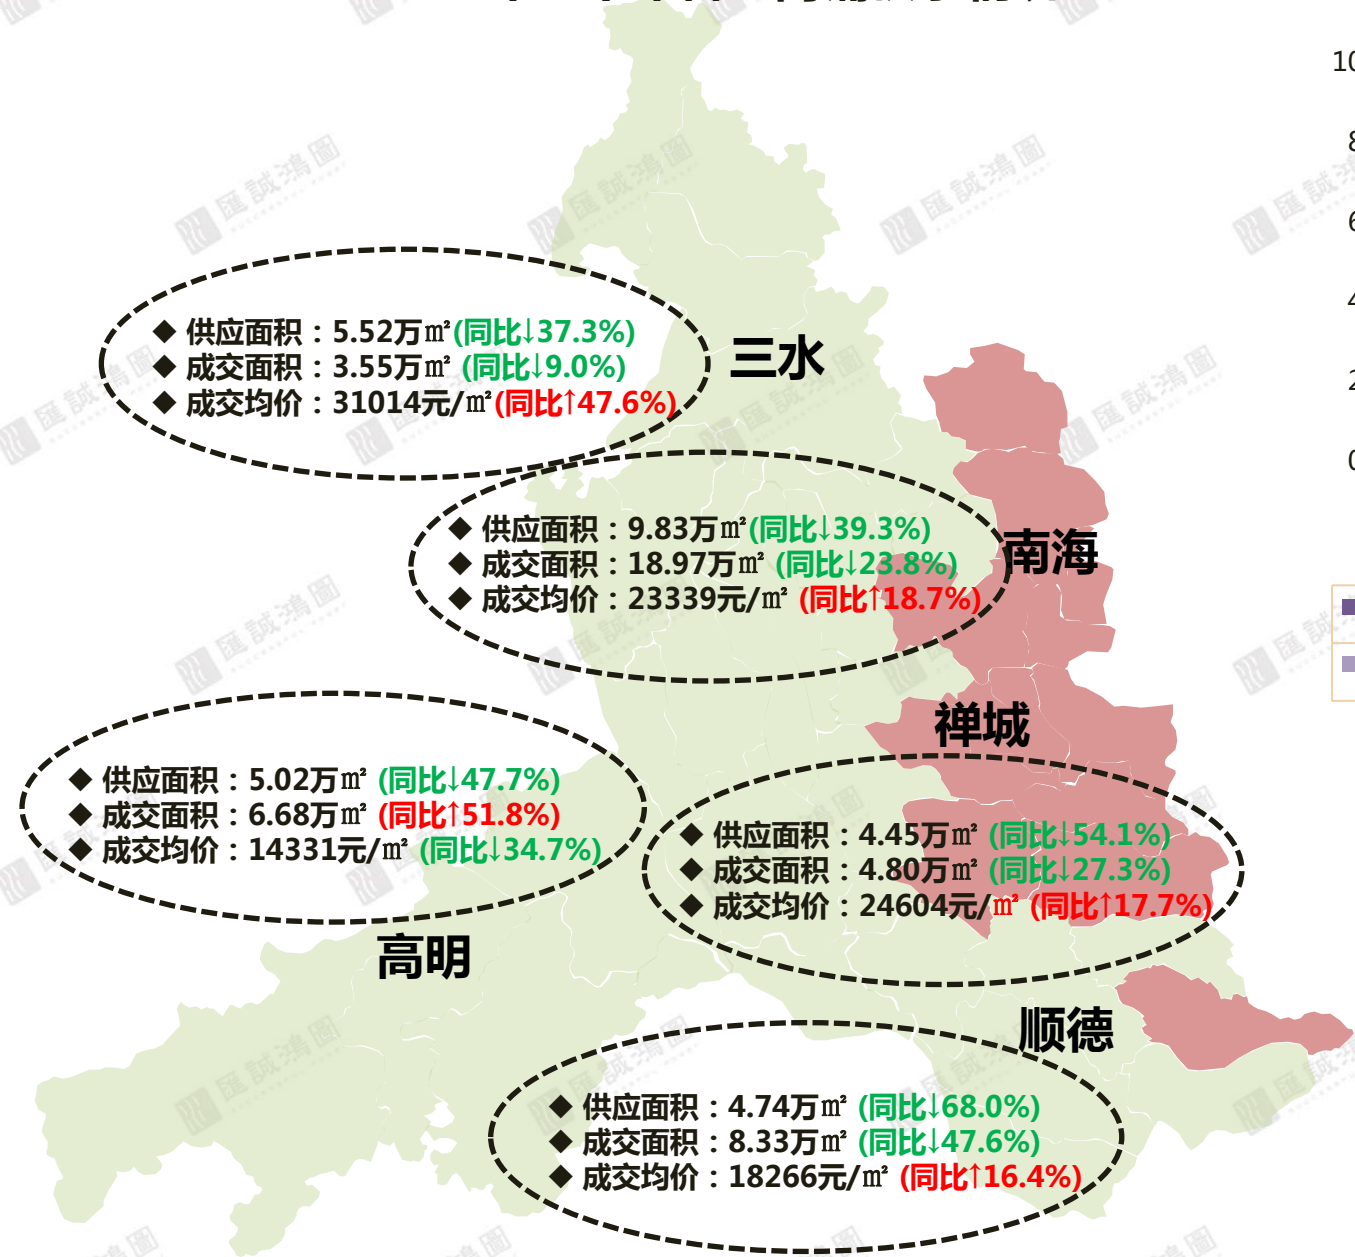 10
8
6
4
2
0
◆ 供应面积：5.52万㎡(同比↓37.3%)
◆ 成交面积：3.55万㎡ (同比↓9.0%)
◆ 成交均价：31014元/㎡(同比↑47.6%)
三水
◆ 供应面积：9.83万㎡(同比↓39.3%)
◆ 成交面积：18.97万㎡ (同比↓23.8%)
◆ 成交均价：23339元/㎡ (同比↑18.7%)
南海
禅城
◆ 供应面积：5.02万㎡ (同比↓47.7%)
◆ 成交面积：6.68万㎡ (同比↑51.8%)
◆ 成交均价：14331元/㎡ (同比↓34.7%)
高明
◆ 供应面积：4.45万㎡ (同比↓54.1%)
◆ 成交面积：4.80万㎡ (同比↓27.3%)
◆ 成交均价：24604元/㎡ (同比↑17.7%)
顺德
◆ 供应面积：4.74万㎡ (同比↓68.0%)
◆ 成交面积：8.33万㎡ (同比↓47.6%)
◆ 成交均价：18266元/㎡ (同比↑16.4%)
匯誠鴻圖